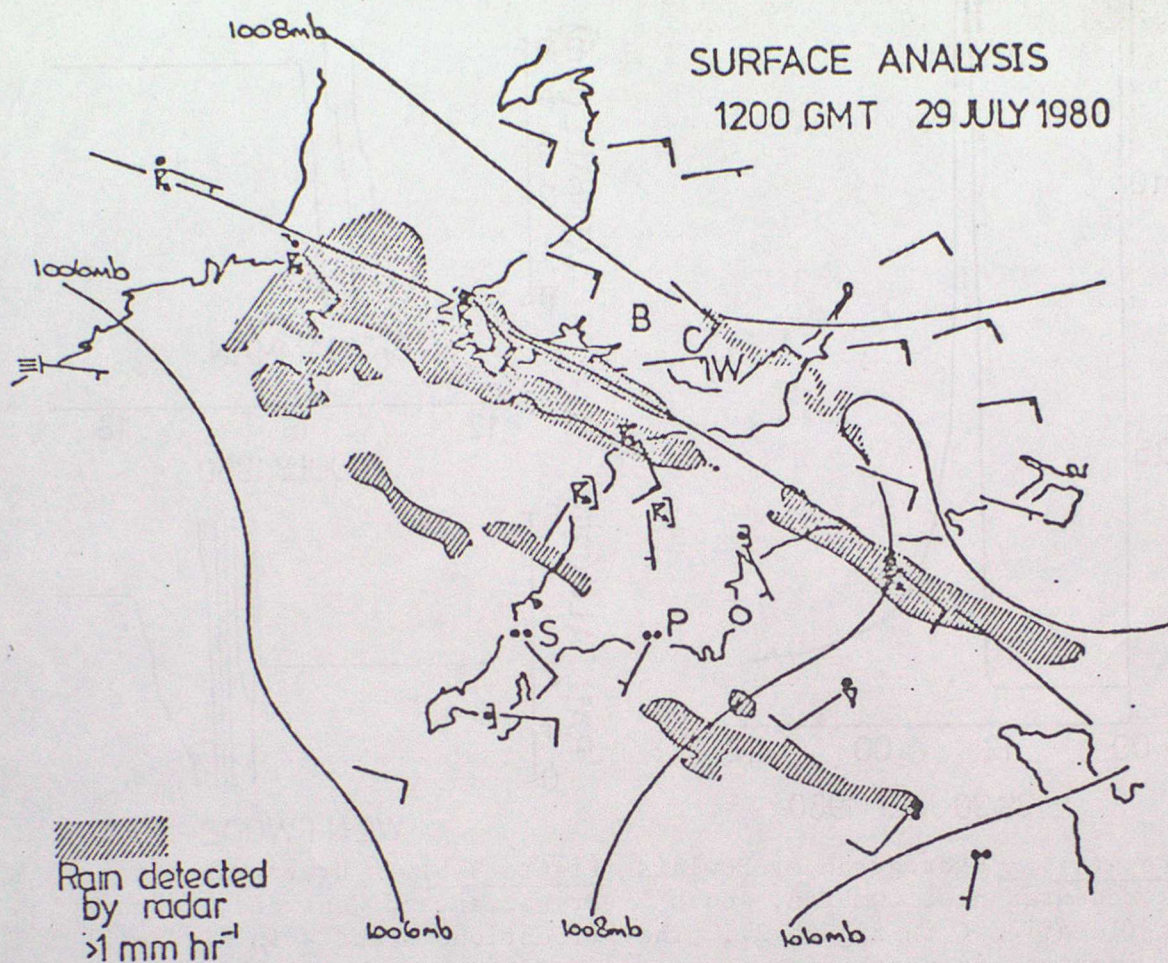 1008mb
SURFACE ANALYSIS
1200 GMT 29 JULY 1980
1006mb
B
W
S
P
O
Rain detected
by radar
>1 mm hr⁻¹
1006mb
1008mb
1010mb